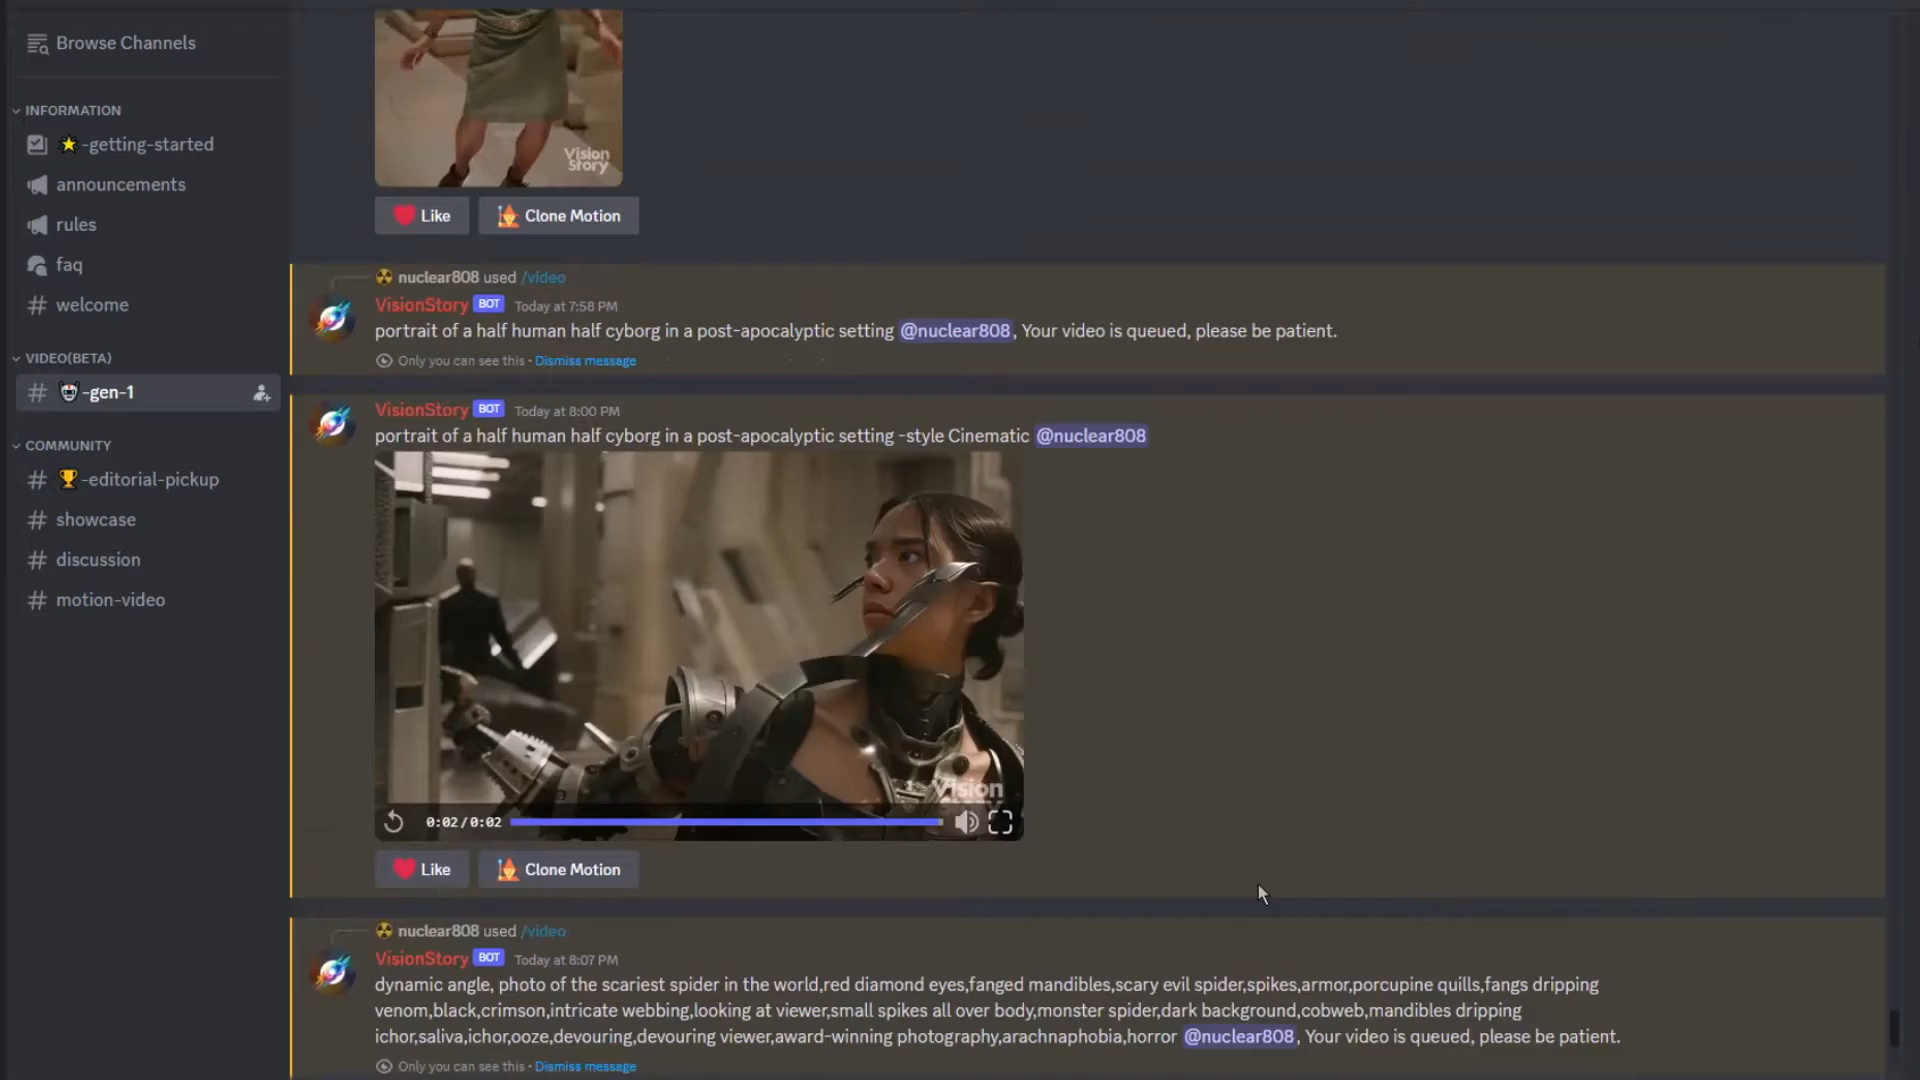 Browse Channels
INFORMATION
-getting-started
announcements
rules
faq
welcome
VIDEO(BETA)
-gen-1
COMMUNITY
-editorial-pickup
showcase
discussion
motion-video
Vision
Story
Like
Clone Motion
nuclear808 used /video
VisionStory BOT Today at 7:58 PM
portrait of a half human half cyborg in a post-apocalyptic setting @nuclear808, Your video is queued, please be patient.
Only you can see this • Dismiss message
VisionStory BOT Today at 8:00 PM
portrait of a half human half cyborg in a post-apocalyptic setting -style Cinematic @nuclear808
Vision
0:02/0:02
Like
Clone Motion
nuclear808 used /video
VisionStory BOT Today at 8:07 PM
dynamic angle, photo of the scariest spider in the world,red diamond eyes,fanged mandibles,scary evil spider,spikes,armor,porcupine quills,fangs dripping
venom,black,crimson,intricate webbing,looking at viewer,small spikes all over body,monster spider,dark background,cobweb,mandibles dripping
ichor,saliva,ichor,ooze,devouring,devouring viewer,award-winning photography,arachnaphobia,horror @nuclear808, Your video is queued, please be patient.
Only you can see this • Dismiss message